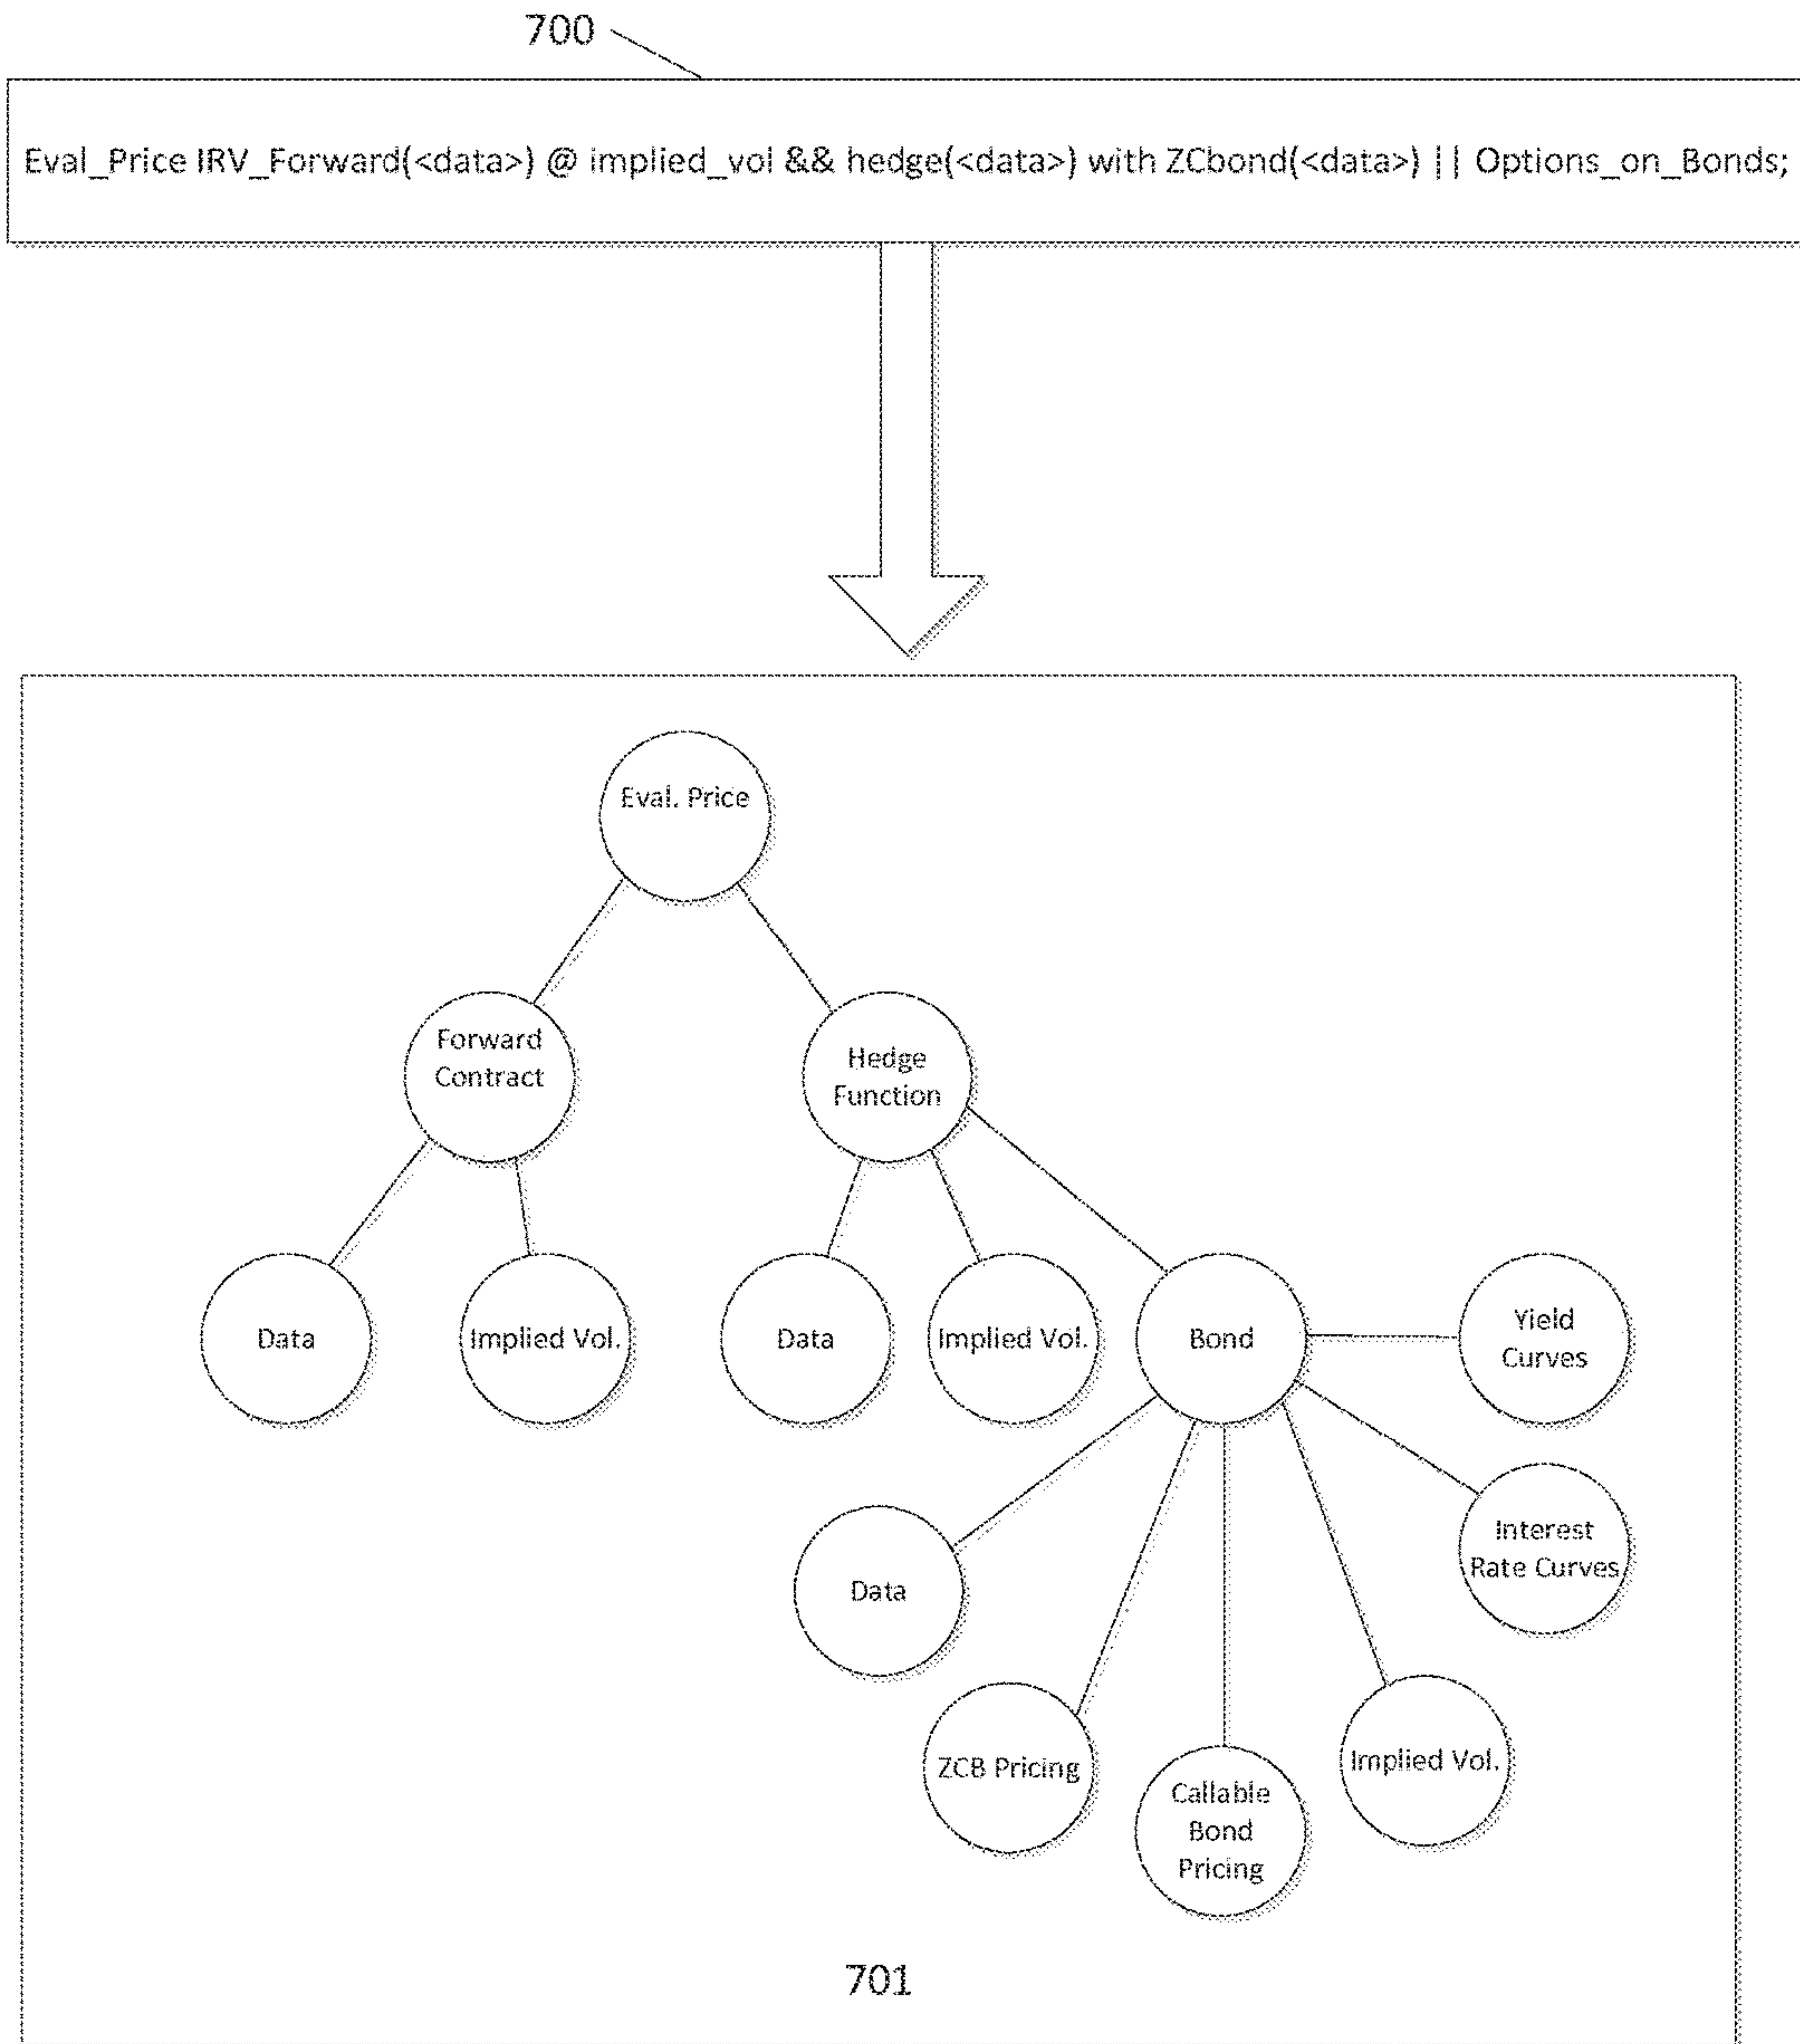 700
Eval_Price IRV_Forward(<data>) @ implied_vol && hedge(<data>) with ZCbond(<data>) || Options_on_Bonds;
Eval. Price
Forward
Contract
Hedge
Function
Data
Implied Vol.
Data
Implied Vol.
Bond
Yield
Curves
Interest
Rate Curves
Data
ZCB Pricing
Callable
Bond
Pricing
Implied Vol.
701